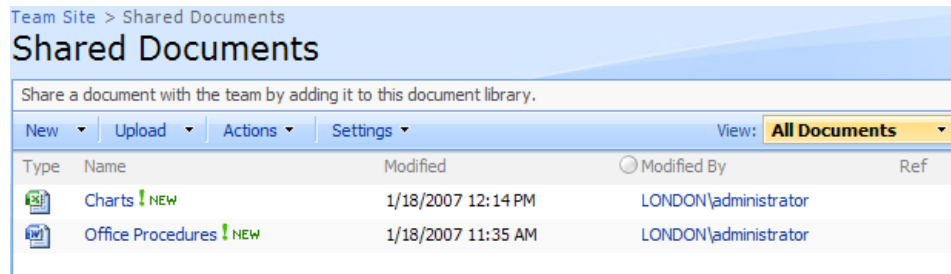 Team Site > Shared Documents
Shared Documents
Share a document with the team by adding it to this document library.
New Upload Actions Settings View: All Documents
Type Name Modified Modified By Ref
Charts ! NEW 1/18/2007 12:14 PM LONDON\administrator
Office Procedures ! NEW 1/18/2007 11:35 AM LONDON\administrator